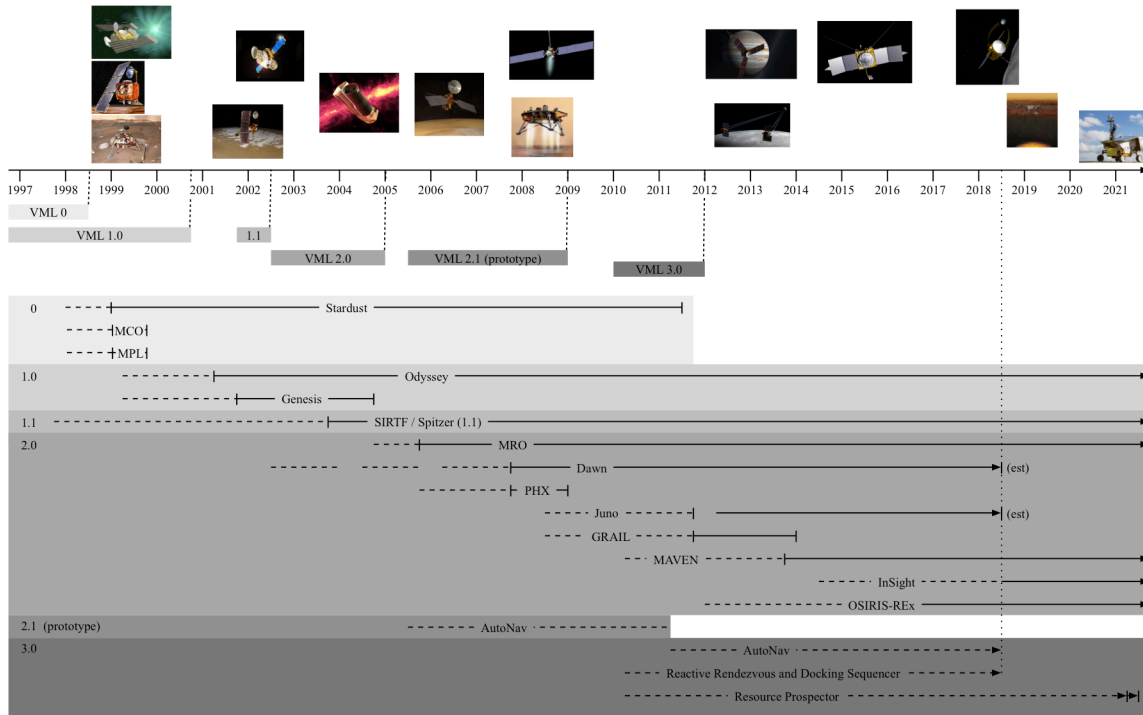 1997 1998 1999 2000 2001 2002 2003 2004 2005 2006 2007 2008 2009 2010 2011 2012 2013 2014 2015 2016 2017 2018 2019 2020 2021
VML 0
VML 1.0 1.1
VML 2.0 VML 2.1 (prototype)
VML 3.0
0 Stardust
MCO
MPL
1.0 Odyssey
Genesis
1.1 SIRTF / Spitzer (1.1)
2.0 MRO
Dawn (est)
PHX
Juno (est)
GRAIL
MAVEN
InSight
OSIRIS-REx
2.1 (prototype) AutoNav
3.0 AutoNav
Reactive Rendezvous and Docking Sequencer
Resource Prospector